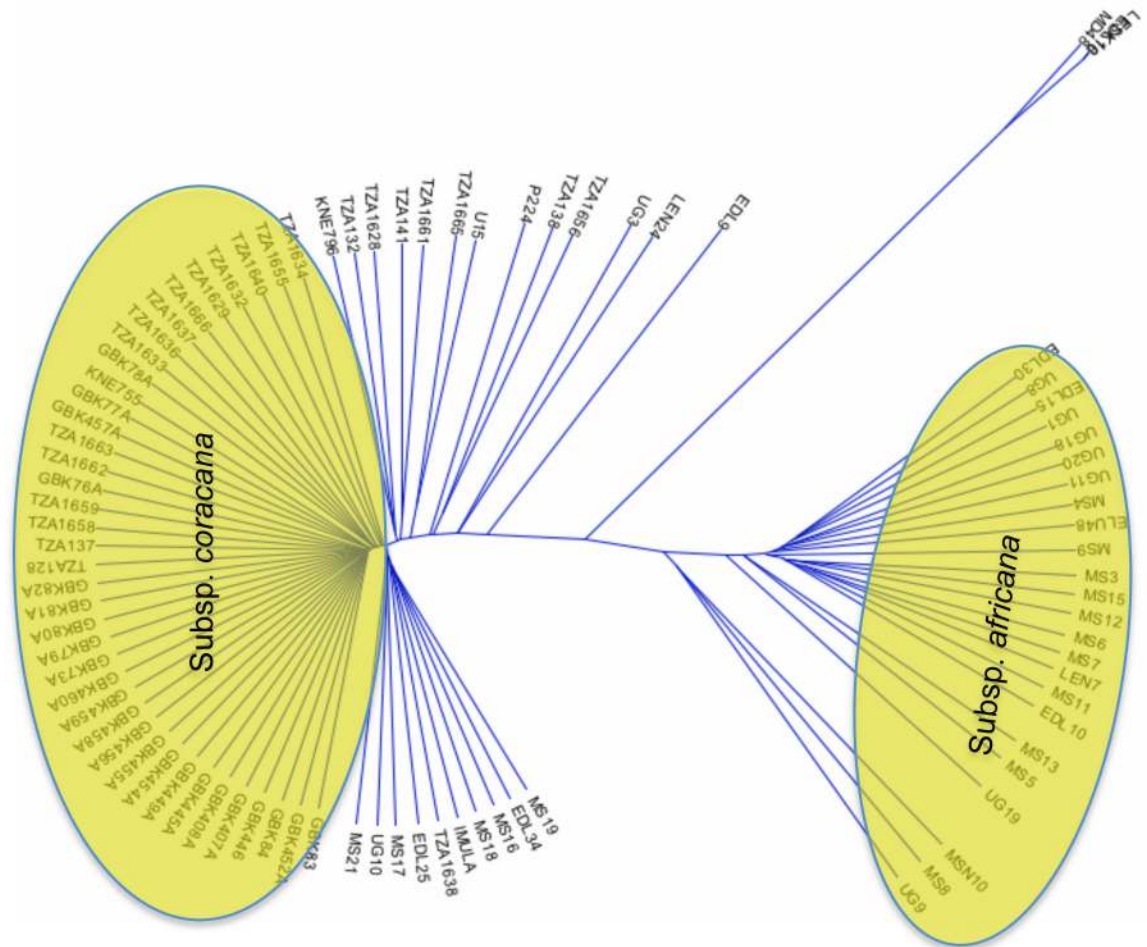 MD48
EDL9
LEN24
UG3
TZA1656
TZA138
P224
U15
TZA1665
TZA1661
TZA141
TZA1628
TZA132
KNE796
TZA1634
TZA1655
TZA1640
TZA1632
TZA1629
TZA1666
TZA1637
TZA1636
TZA1633
GBK78A
KNE755
GBK77A
GBK457A
TZA1663
TZA1662
GBK76A
TZA1659
TZA1658
TZA137
TZA128
GBK82A
GBK81A
GBK80A
GBK79A
GBK73A
GBK460A
GBK459A
GBK458A
GBK456A
GBK455A
GBK454A
GBK449A
GBK445A
GBK408A
GBK407A
GBK446
GBK84
GBK452A
GBK83
Subsp. coracana
MS21
UG10
MS17
EDL25
TZA1638
IMULA
MS18
MS16
EDL34
MS19
EDL30
UG8
EDL15
UG1
UG18
UG20
UG11
MS4
ELU48
MS9
MS3
MS15
MS12
MS6
MS7
LEN7
MS11
EDL10
MS13
MS5
UG19
MSN10
MS8
UG9
Subsp. africana